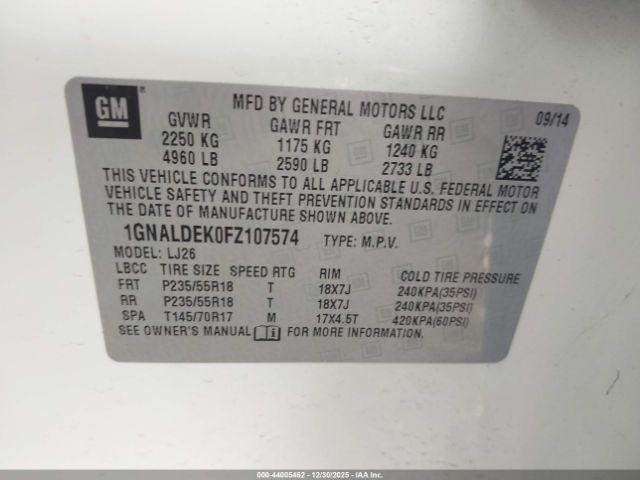 GM
MFD BY GENERAL MOTORS LLC 09/14
GVWR GAWR FRT GAWR RR
2250 KG 1175 KG 1240 KG
4960 LB 2590 LB 2733 LB
THIS VEHICLE CONFORMS TO ALL APPLICABLE U.S. FEDERAL MOTOR
VEHICLE SAFETY AND THEFT PREVENTION STANDARDS IN EFFECT ON
THE DATE OF MANUFACTURE SHOWN ABOVE.
1GNALDEK0FZ107574 TYPE: M.P.V.
MODEL: LJ26
LBCC TIRE SIZE SPEED RTG RIM COLD TIRE PRESSURE
FRT P235/55R18 T 18X7J 240KPA(35PSI)
RR P235/55R18 T 18X7J 240KPA(35PSI)
SPA T145/70R17 M 17X4.5T 420KPA(60PSI)
SEE OWNER'S MANUAL FOR MORE INFORMATION.
000-44005462 - 12/30/2025 - IAA Inc. (c)